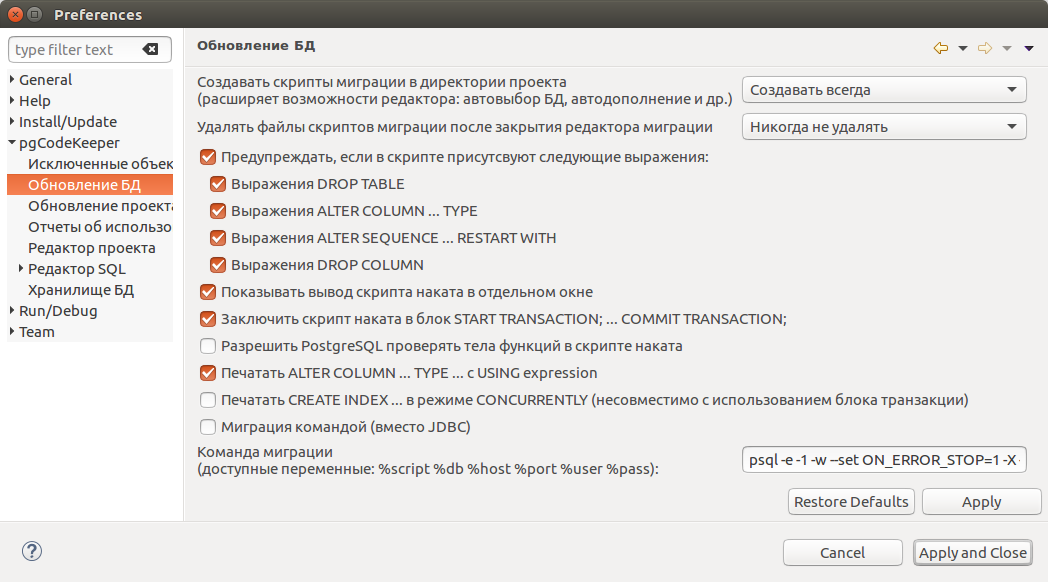 Preferences
type filter text
General
Help
Install/Update
pgCodeKeeper
Исключенные объек
Обновление БД
Обновление проекта
Отчеты об использо
Редактор проекта
Редактор SQL
Хранилище БД
Run/Debug
Team
Обновление БД
Создавать скрипты миграции в директории проекта
(расширяет возможности редактора: автовыбор БД, автодополнение и др.)
Создавать всегда
Удалять файлы скриптов миграции после закрытия редактора миграции
Никогда не удалять
Предупреждать, если в скрипте присутсвуют следующие выражения:
Выражения DROP TABLE
Выражения ALTER COLUMN ... TYPE
Выражения ALTER SEQUENCE ... RESTART WITH
Выражения DROP COLUMN
Показывать вывод скрипта наката в отдельном окне
Заключить скрипт наката в блок START TRANSACTION; ... COMMIT TRANSACTION;
Разрешить PostgreSQL проверять тела функций в скрипте наката
Печатать ALTER COLUMN ... TYPE ... с USING expression
Печатать CREATE INDEX ... в режиме CONCURRENTLY (несовместимо с использованием блока транзакции)
Миграция командой (вместо JDBC)
Команда миграции
(доступные переменные: %script %db %host %port %user %pass):
psql -e -1 -w --set ON_ERROR_STOP=1 -X
Restore Defaults
Apply
Cancel
Apply and Close